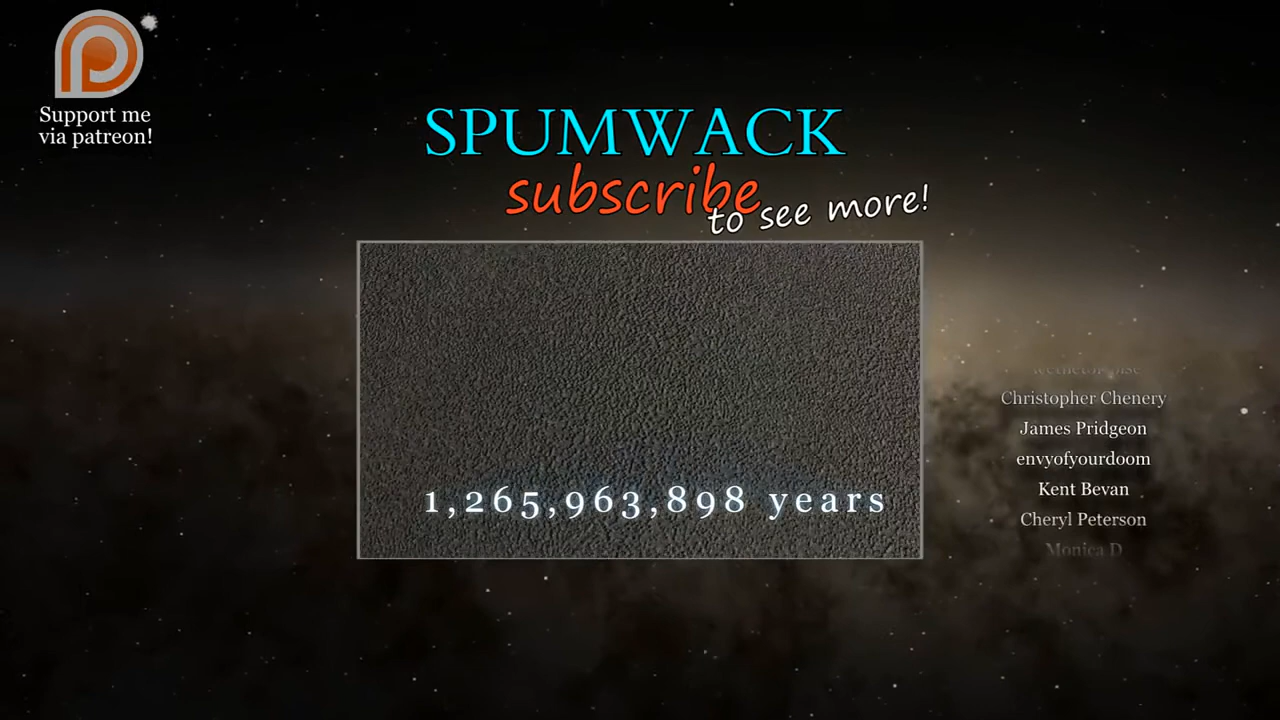 Support me
via patreon!
SPUMWACK
subscribe
to see more!
1,265,963,898 years
Christopher Chenery
James Pridgeon
envyofyourdoom
Kent Bevan
Cheryl Peterson
Monica D